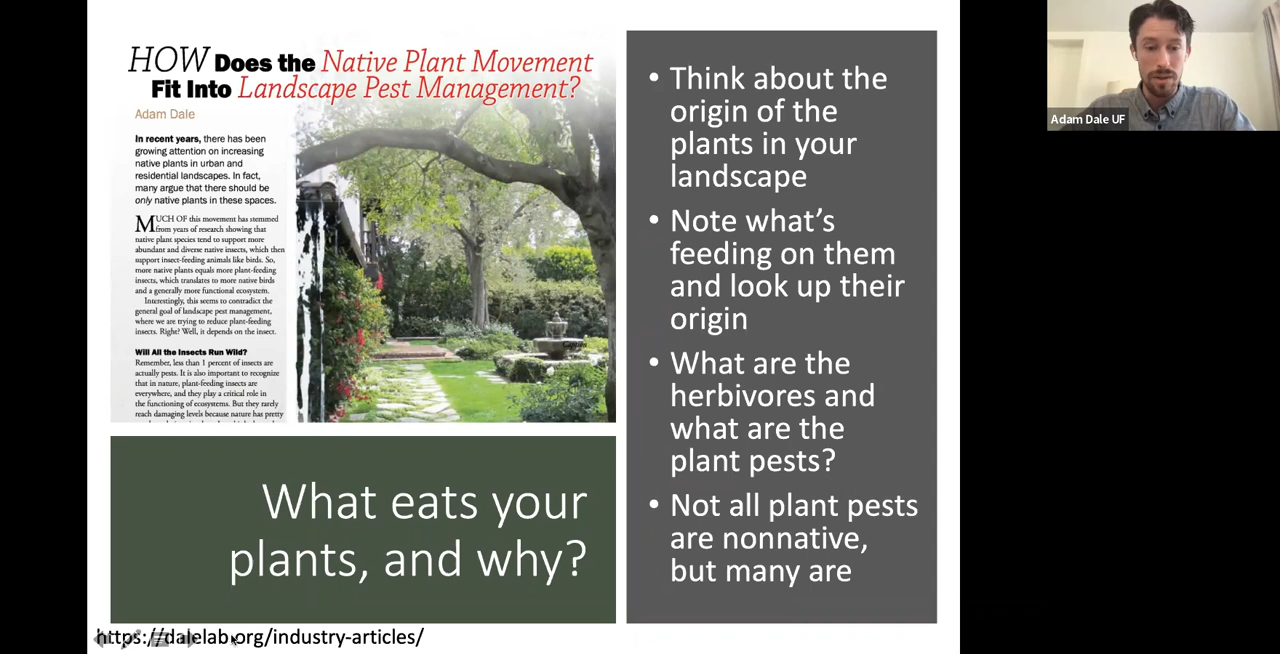 HOW Does the Native Plant Movement
Fit Into Landscape Pest Management?
Adam Dale
In recent years, there has been
growing attention on increasing
native plants in urban and
residential landscapes. In fact,
many argue that there should be
only native plants in these spaces.
MUCH OF this movement has stemmed
from years of research showing that
native plant species tend to support more
abundant and diverse native insects, which then
support insect-feeding animals like birds. So,
more native plants equals more plant-feeding
insects, which translates to more native birds
and a generally more functional ecosystem.
Interestingly, this seems to contradict the
general goal of landscape pest management,
where we are trying to reduce plant-feeding
insects. Right? Well, it depends on the insect.
Will All the Insects Run Wild?
Remember, less than 1 percent of insects are
actually pests. It is also important to recognize
that in nature, plant-feeding insects are
everywhere, and they play a critical role in
the functioning of ecosystems. But they rarely
reach damaging levels because nature has pretty
What eats your
plants, and why?
https://dalelab.org/industry-articles/
• Think about the
origin of the
plants in your
landscape
• Note what's
feeding on them
and look up their
origin
• What are the
herbivores and
what are the
plant pests?
• Not all plant pests
are nonnative,
but many are
Adam Dale UF